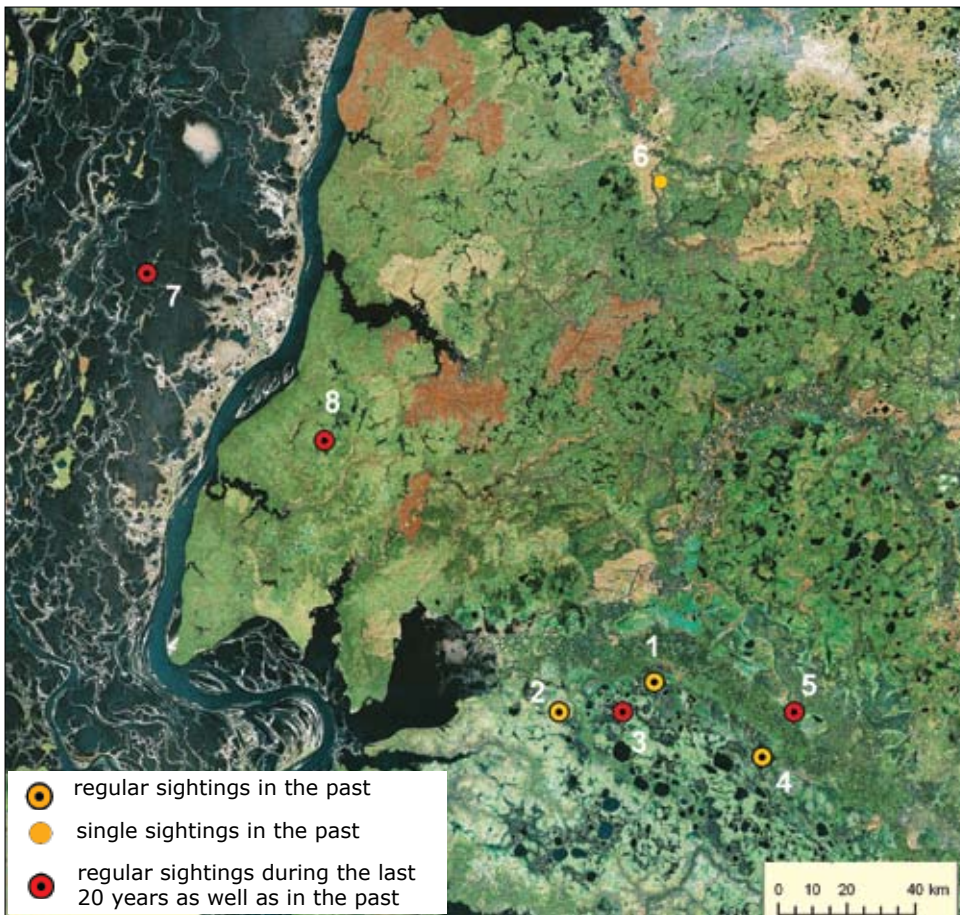 6
7
8
1
2
5
3
4
regular sightings in the past
single sightings in the past
regular sightings during the last
20 years as well as in the past
0 10 20 40 km